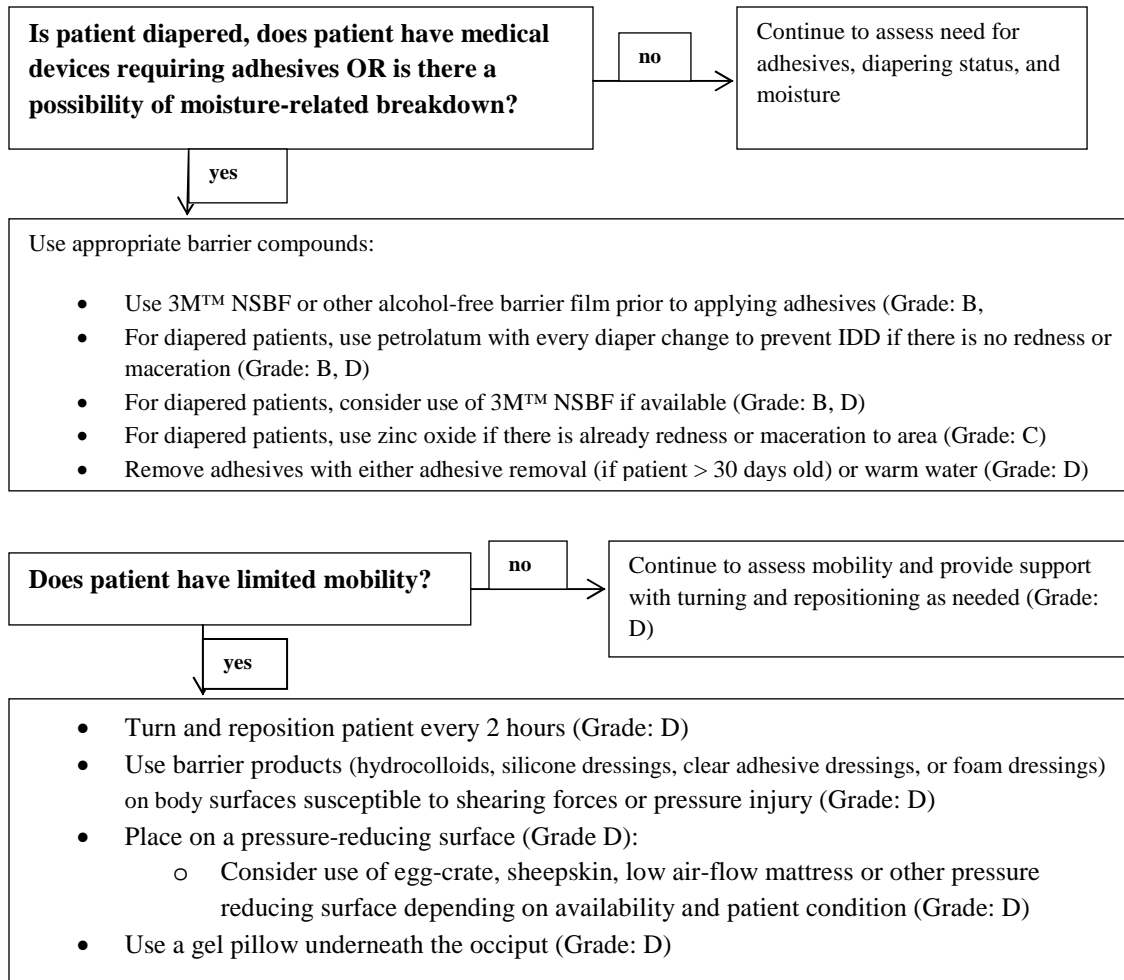 Is patient diapered, does patient have medical
devices requiring adhesives OR is there a
possibility of moisture-related breakdown?
no
Continue to assess need for
adhesives, diapering status, and
moisture
yes
Use appropriate barrier compounds:
• Use 3M™ NSBF or other alcohol-free barrier film prior to applying adhesives (Grade: B,
• For diapered patients, use petrolatum with every diaper change to prevent IDD if there is no redness or
maceration (Grade: B, D)
• For diapered patients, consider use of 3M™ NSBF if available (Grade: B, D)
• For diapered patients, use zinc oxide if there is already redness or maceration to area (Grade: C)
• Remove adhesives with either adhesive removal (if patient > 30 days old) or warm water (Grade: D)
Does patient have limited mobility?
no
Continue to assess mobility and provide support
with turning and repositioning as needed (Grade:
D)
yes
• Turn and reposition patient every 2 hours (Grade: D)
• Use barrier products (hydrocolloids, silicone dressings, clear adhesive dressings, or foam dressings)
on body surfaces susceptible to shearing forces or pressure injury (Grade: D)
• Place on a pressure-reducing surface (Grade D):
o Consider use of egg-crate, sheepskin, low air-flow mattress or other pressure
reducing surface depending on availability and patient condition (Grade: D)
• Use a gel pillow underneath the occiput (Grade: D)